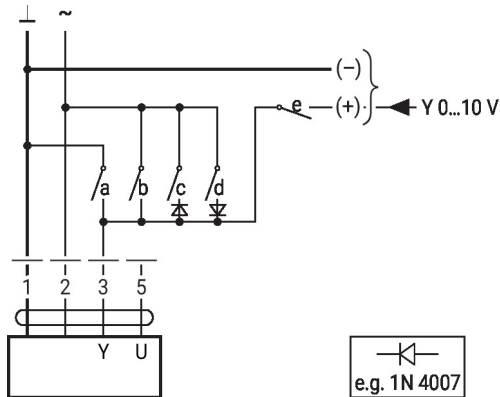 ⊥ ~
(–)
e (+) Y 0...10 V
a b c d
1 2 3 5
Y U
e.g. 1N 4007